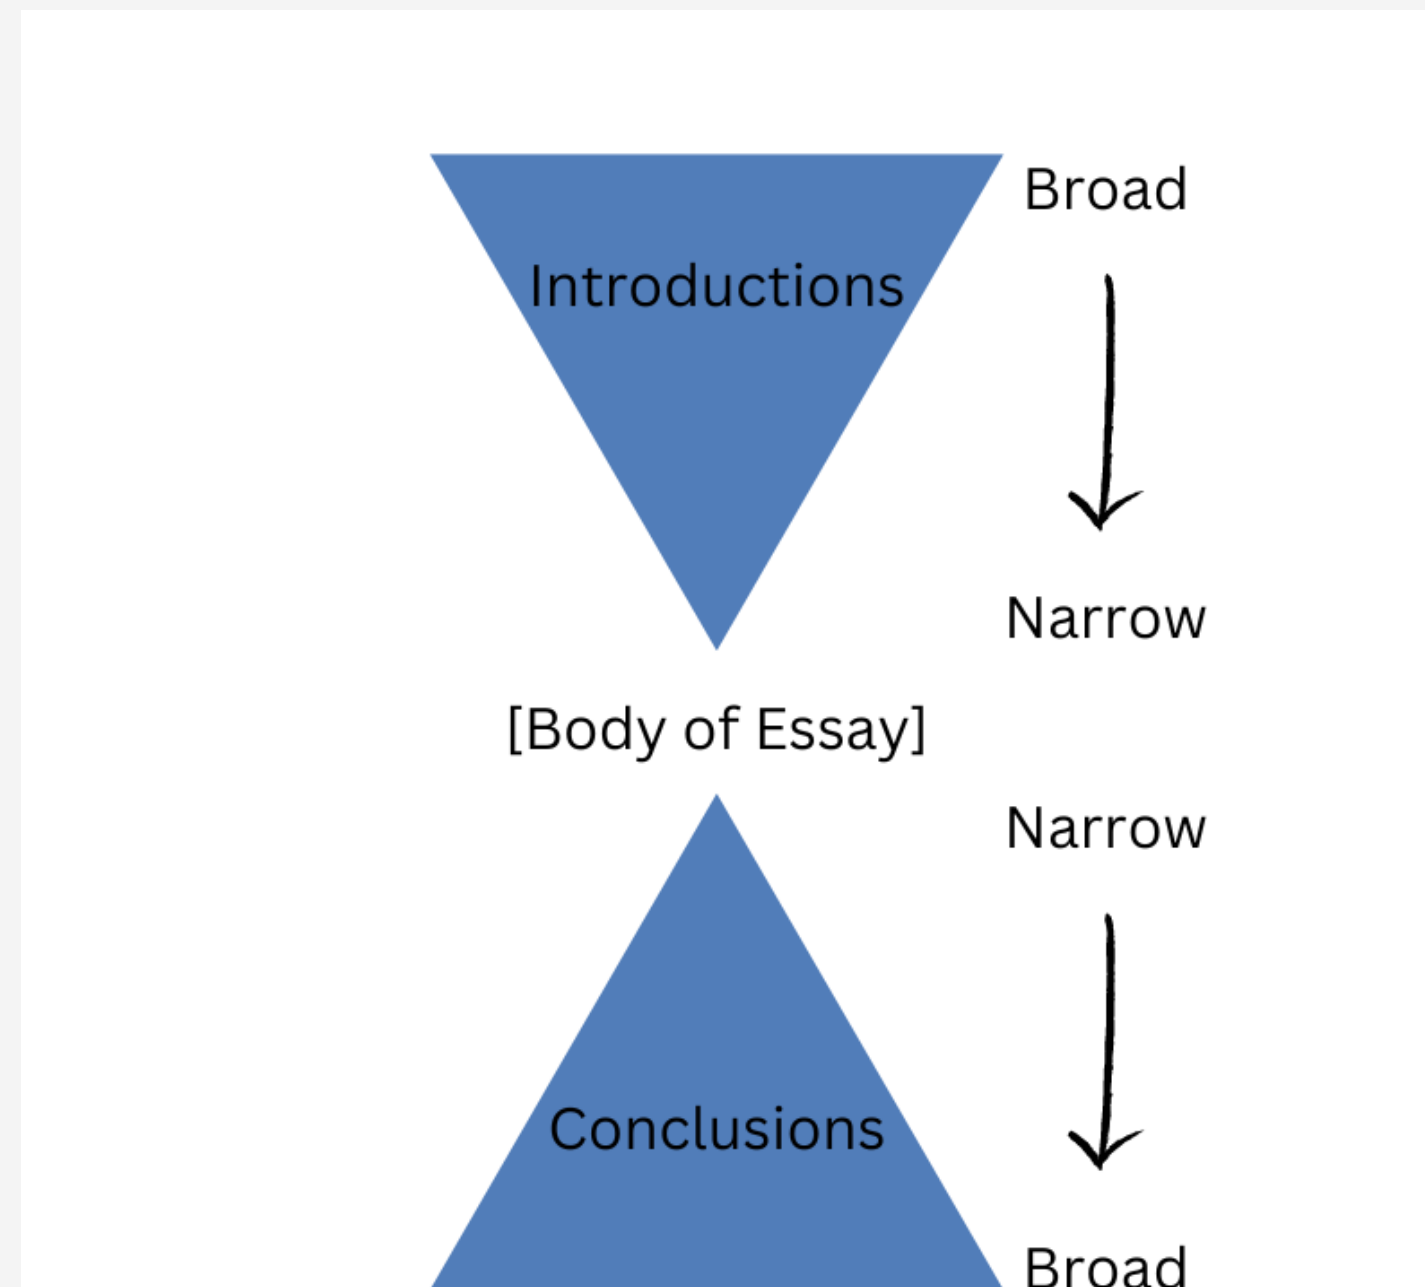 Broad
Introductions
Narrow
[Body of Essay]
Narrow
Conclusions
Broad